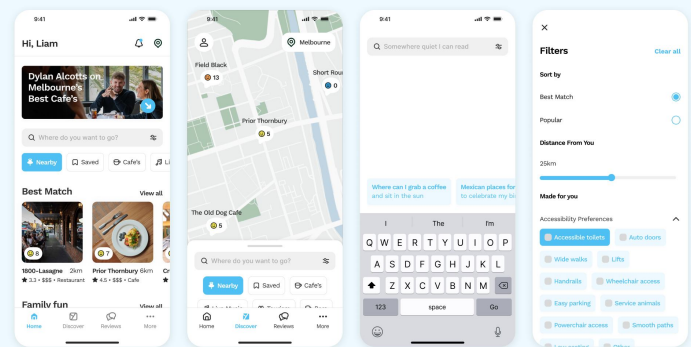 9:41
Hi, Liam
Dylan Alcotts on
Melbourne's
Best Cafe's
Where do you want to go?
Nearby
Saved
Cafe's
Best Match
View all
8
7
1800-Lasagne 2km
3.3 • $$$ • Restaurant
Prior Thornbury 6km
4.5 • $$$ • Cafe
Family fun
View all
Home
Discover
Reviews
More
9:41
Melbourne
Field Black
13
Short
0
Prior Thornbury
5
The Old Dog Cafe
5
Where do you want to go?
Nearby
Saved
Cafe's
Home
Discover
Reviews
More
9:41
Somewhere quiet I can read
Where can I grab a coffee
and sit in the sun
Mexican places for
to celebrate my
I
The
I'm
Q W E R T Y U I O P
A S D F G H J K L
Z X C V B N M
123
space
Go
Filters
Clear all
Sort by
Best Match
Popular
Distance From You
25km
Made for you
Accessibility Preferences
Accessible toilets
Auto doors
Wide walks
Lifts
Handrails
Wheelchair access
Easy parking
Service animals
Powerchair access
Smooth paths